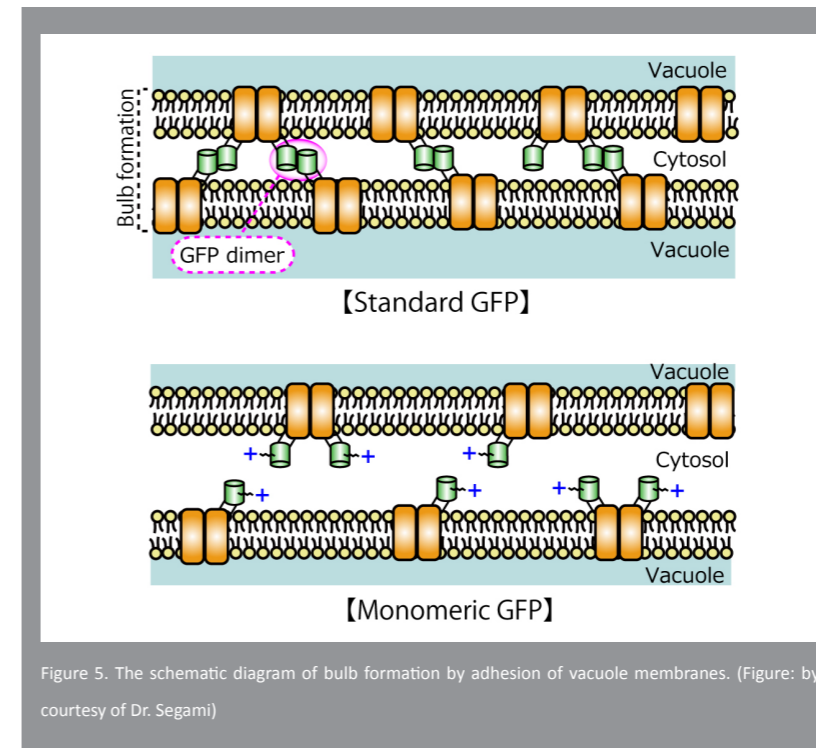 Vacuole
Bulb formation
Cytosol
GFP dimer
Vacuole
【Standard GFP】
Vacuole
+ +
+
Cytosol
+
+
+ +
Vacuole
【Monomeric GFP】
Figure 5. The schematic diagram of bulb formation by adhesion of vacuole membranes. (Figure: by
courtesy of Dr. Segami)